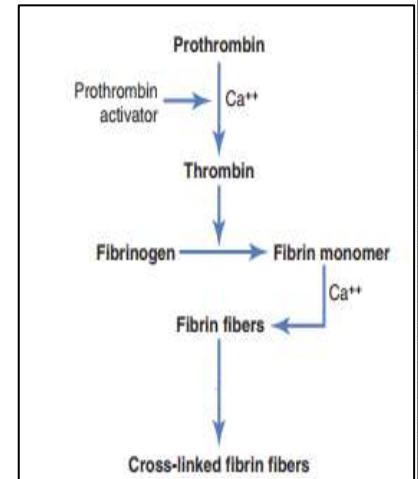 Prothrombin
Prothrombin
activator
Ca⁺⁺
Thrombin
Fibrinogen
Fibrin monomer
Ca⁺⁺
Fibrin fibers
Cross-linked fibrin fibers